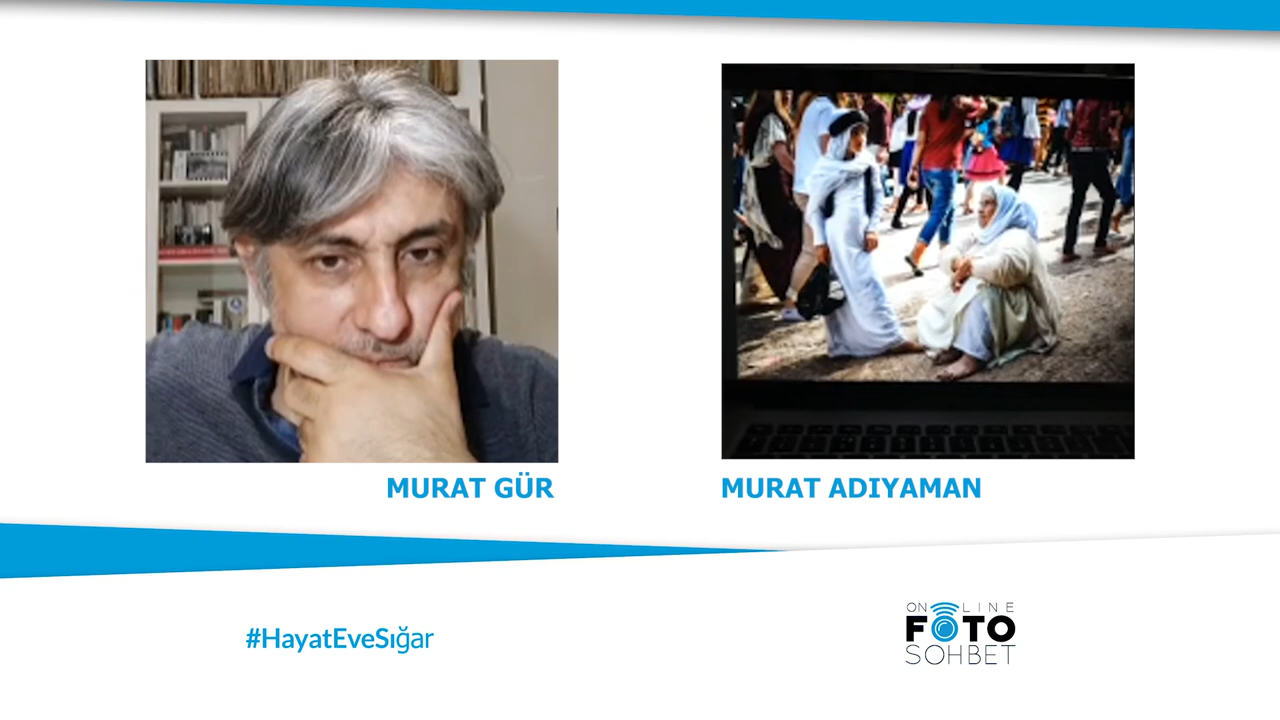 MURAT GÜR
MURAT ADIYAMAN
#HayatEveSığar
ONLINE
FOTO
SOHBET